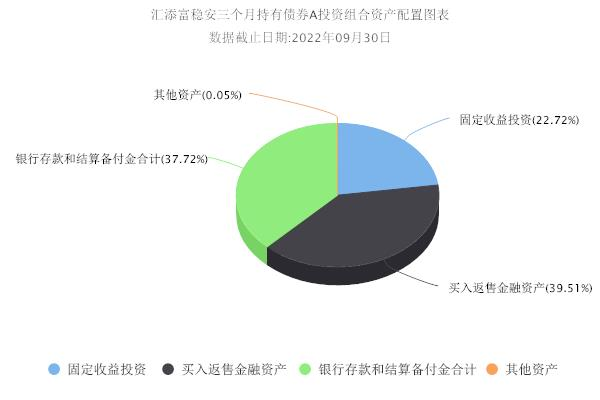 汇添富稳安三个月持有债券A投资组合资产配置图表
数据截止日期:2022年09月30日
其他资产(0.05%)
固定收益投资(22.72%)
银行存款和结算备付金合计(37.72%)
买入返售金融资产(39.51%)
固定收益投资 买入返售金融资产 银行存款和结算备付金合计 其他资产